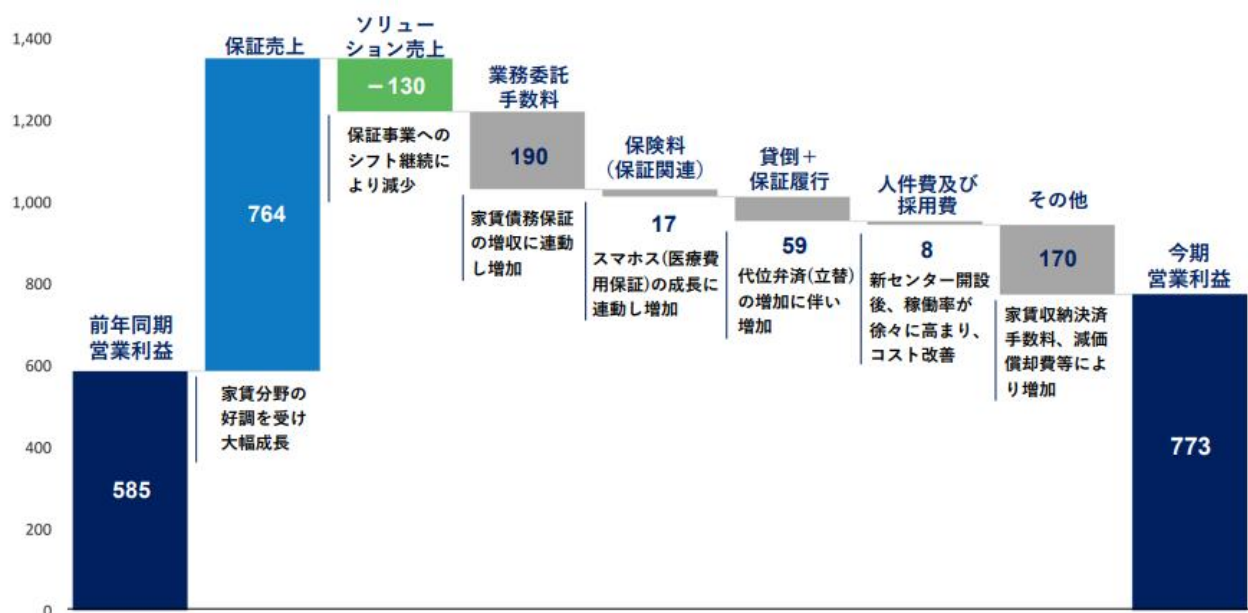 1,400
1,200
1,000
800
600
400
200
0
前年同期
営業利益
585
保証売上
764
家賃分野の
好調を受け
大幅成長
ソリュー
ション売上
－130
保証事業への
シフト継続に
より減少
業務委託
手数料
190
家賃債務保証
の増収に連動
し増加
保険料
（保証関連）
17
スマホス(医療費
用保証)の成長に
連動し増加
貸倒＋
保証履行
59
代位弁済(立替)
の増加に伴い
増加
人件費及び
採用費
8
新センター開設
後、稼働率が
徐々に高まり、
コスト改善
その他
170
家賃収納決済
手数料、減価
償却費等によ
り増加
今期
営業利益
773